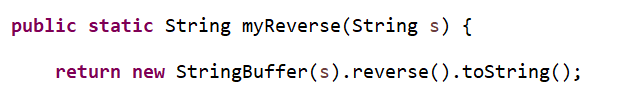 public static String myReverse(String s) {
return new StringBuffer(s).reverse().toString();